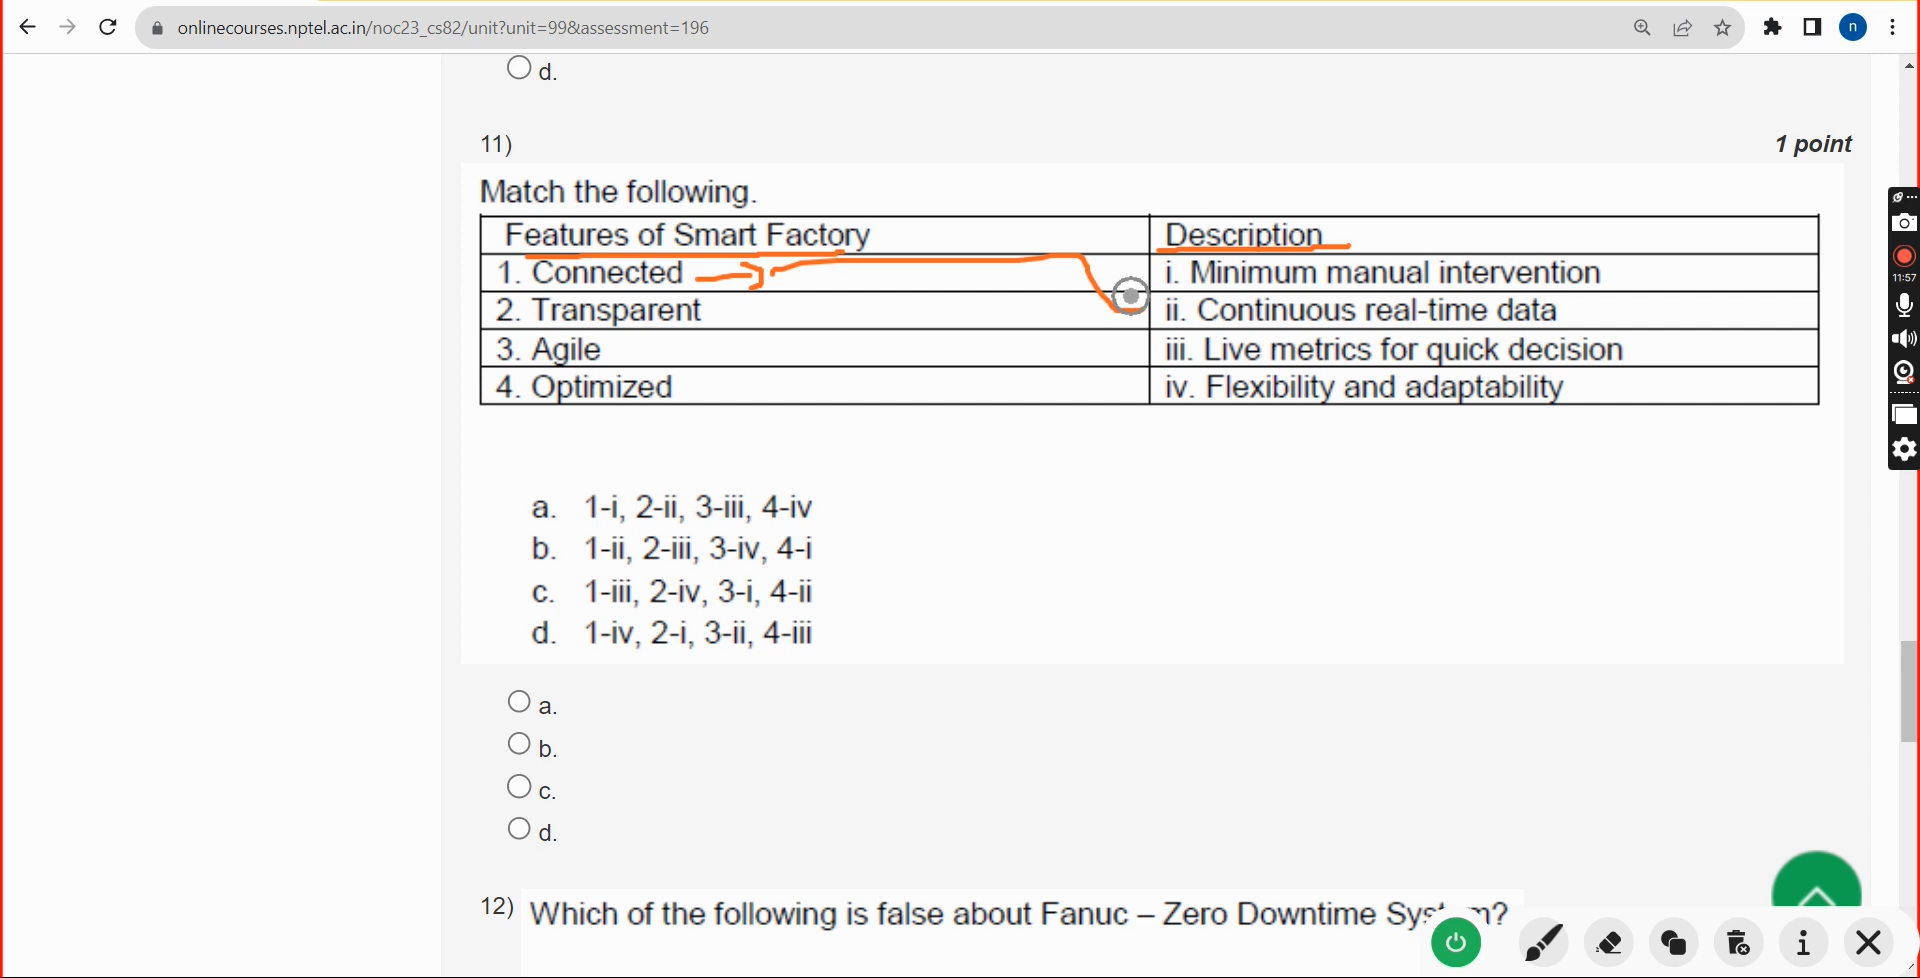 onlinecourses.nptel.ac.in/noc23_cs82/unit?unit=99&assessment=196
n
d.
11)
1 point
Match the following.
Features of Smart Factory
Description
1. Connected
i. Minimum manual intervention
2. Transparent
ii. Continuous real-time data
3. Agile
iii. Live metrics for quick decision
4. Optimized
iv. Flexibility and adaptability
11:57
a. 1-i, 2-ii, 3-iii, 4-iv
b. 1-ii, 2-iii, 3-iv, 4-i
c. 1-iii, 2-iv, 3-i, 4-ii
d. 1-iv, 2-i, 3-ii, 4-iii
a.
b.
c.
d.
12) Which of the following is false about Fanuc – Zero Downtime